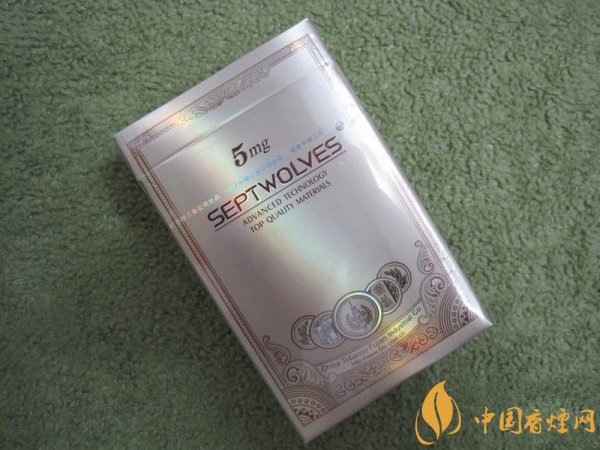 5mg
SEPTWOLVES®
ADVANCED TECHNOLOGY
TOP QUALITY MATERIALS
China Tobacco Fujian Industrial Co.
中国香烟网